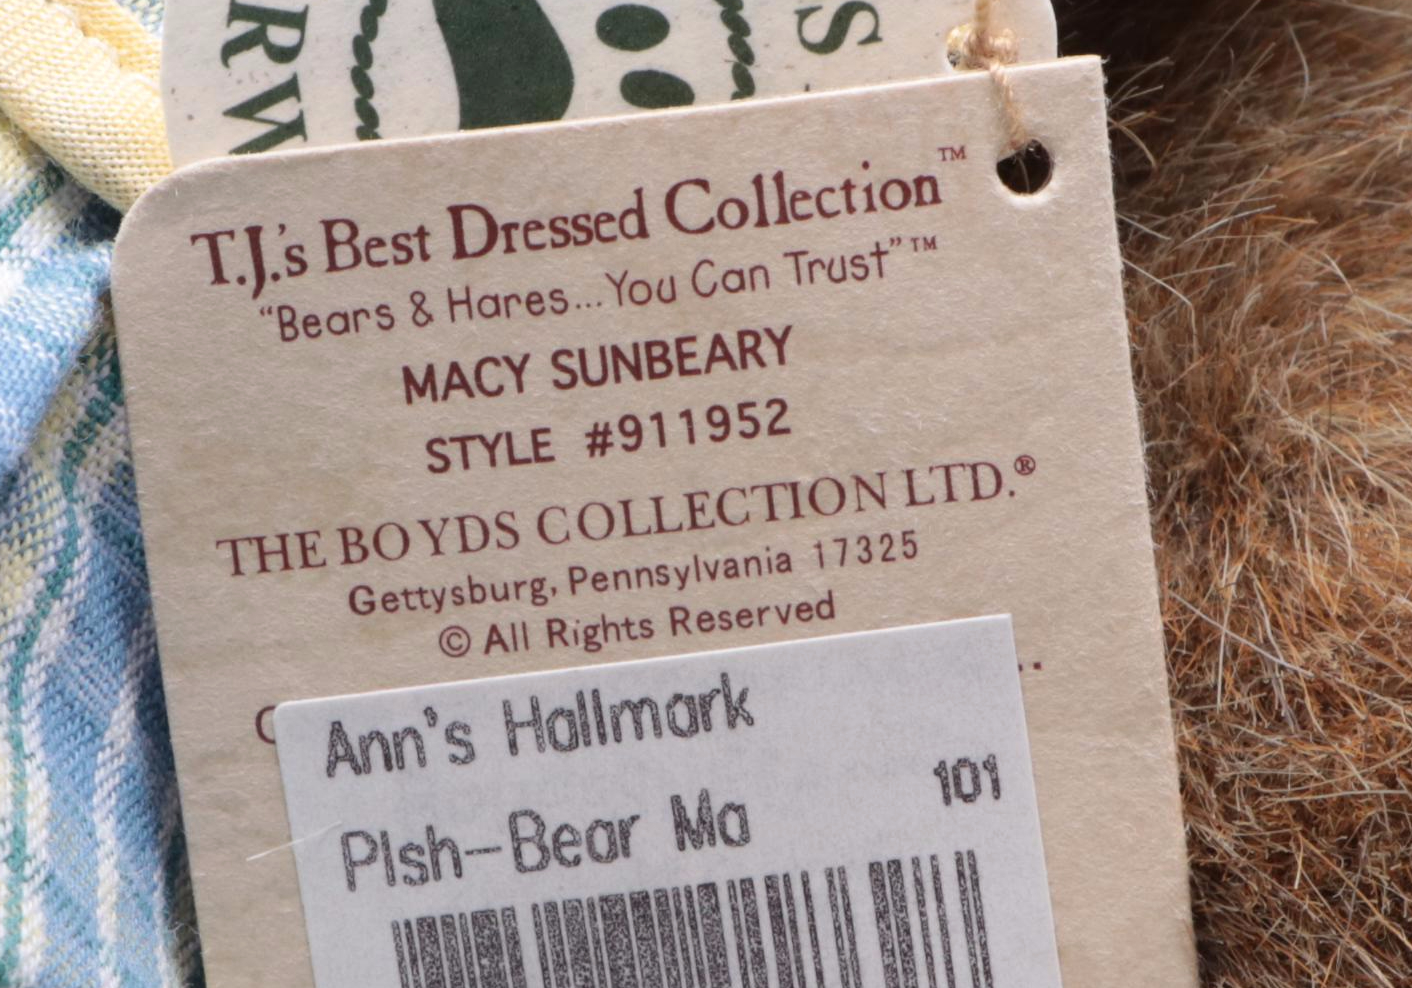 RW
S
T.J.'s Best Dressed Collection™
"Bears & Hares...You Can Trust"™
MACY SUNBEARY
STYLE #911952
THE BOYDS COLLECTION LTD.®
Gettysburg, Pennsylvania 17325
© All Rights Reserved
Ann's Hallmark
101
Plsh-Bear Ma